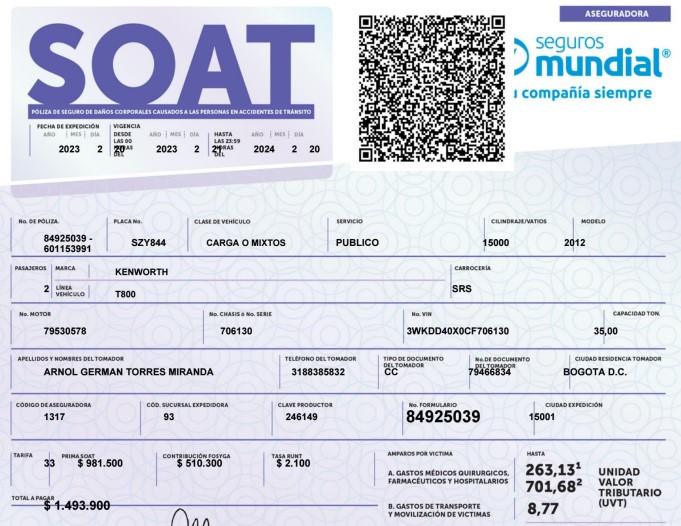 ASEGURADORA
SOAT
seguros
mundial®
compañía siempre
PÓLIZA DE SEGURO DE DAÑOS CORPORALES CAUSADOS A LAS PERSONAS EN ACCIDENTES DE TRÁNSITO
FECHA DE EXPEDICIÓN VIGENCIA
AÑO MES DÍA DESDE LAS 00 HORAS DEL AÑO MES DÍA HASTA LAS 23:59 HORAS DEL AÑO MES DÍA
2023 2 20 2023 2 21 2024 2 20
No. DE PÓLIZA. PLACA No. CLASE DE VEHÍCULO SERVICIO CILINDRAJE/VATIOS MODELO
84925039 -
601153991 SZY844 CARGA O MIXTOS PUBLICO 15000 2012
PASAJEROS MARCA KENWORTH CARROCERÍA
2 LÍNEA VEHÍCULO T800 SRS
No. MOTOR No. CHASIS ó No. SERIE No. VIN CAPACIDAD TON.
79530578 706130 3WKDD40X0CF706130 35,00
APELLIDOS Y NOMBRES DEL TOMADOR TELÉFONO DEL TOMADOR TIPO DE DOCUMENTO DEL TOMADOR No. DE DOCUMENTO DEL TOMADOR CIUDAD RESIDENCIA TOMADOR
ARNOL GERMAN TORRES MIRANDA 3188385832 CC 79466834 BOGOTA D.C.
CÓDIGO DE ASEGURADORA CÓD. SUCURSAL EXPEDIDORA CLAVE PRODUCTOR No. FORMULARIO CIUDAD EXPEDICIÓN
1317 93 246149 84925039 15001
TARIFA PRIMA SOAT CONTRIBUCIÓN FOSYGA TASA RUNT AMPAROS POR VICTIMA HASTA
33 $ 981.500 $ 510.300 $ 2.100
A. GASTOS MÉDICOS QUIRURGICOS,
FARMACÉUTICOS Y HOSPITALARIOS
263,13¹
701,68²
UNIDAD
VALOR
TRIBUTARIO
(UVT)
TOTAL A PAGAR
$ 1.493.900
B. GASTOS DE TRANSPORTE
Y MOVILIZACIÓN DE VICTIMAS
8,77